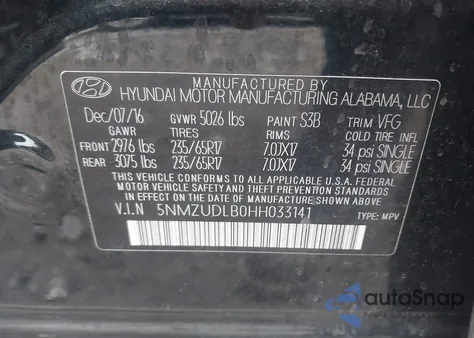 MANUFACTURED BY
HYUNDAI MOTOR MANUFACTURING ALABAMA, LLC
Dec/07/16 GVWR 5026 lbs PAINT S3B TRIM VFG
GAWR TIRES RIMS COLD TIRE INFL
FRONT 2976 lbs 235/65R17 7.0JX17 34 psi SINGLE
REAR 3075 lbs 235/65R17 7.0JX17 34 psi SINGLE
THIS VEHICLE CONFORMS TO ALL APPLICABLE U.S.A. FEDERAL
MOTOR VEHICLE SAFETY AND THEFT PREVENTION STANDARDS
IN EFFECT ON THE DATE OF MANUFACTURE SHOWN ABOVE.
V.I.N 5NMZUDLB0HH033141 TYPE: MPV
autoSnap